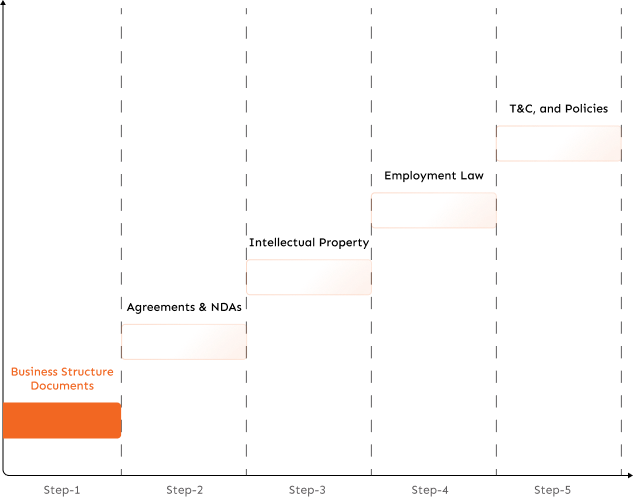 T&C, and Policies
Employment Law
Intellectual Property
Agreements & NDAs
Business Structure
Documents
Step-1
Step-2
Step-3
Step-4
Step-5